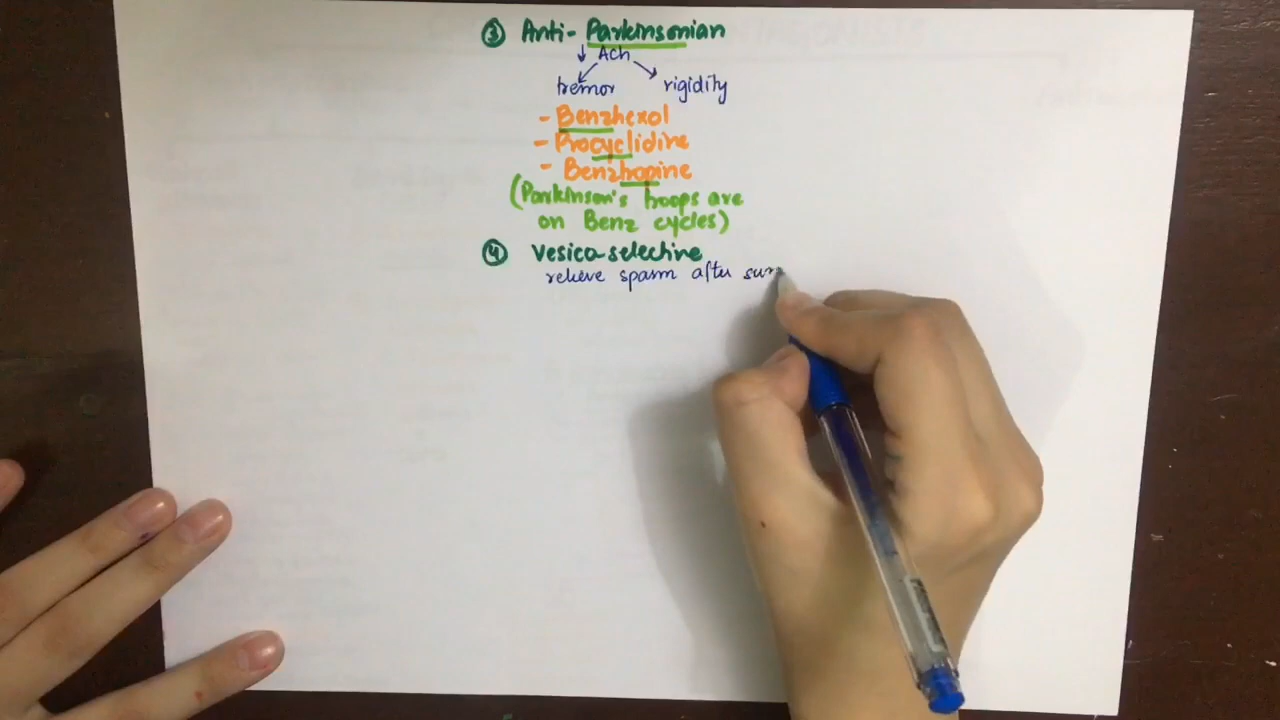 ③ Anti-Parkinsonian
↓ Ach
tremor rigidity
- Benzhexol
- Procyclidine
- Benztropine
(Parkinson's troops are
on Benz cycles)
④ Vesico-selective
relieve spasm after sur